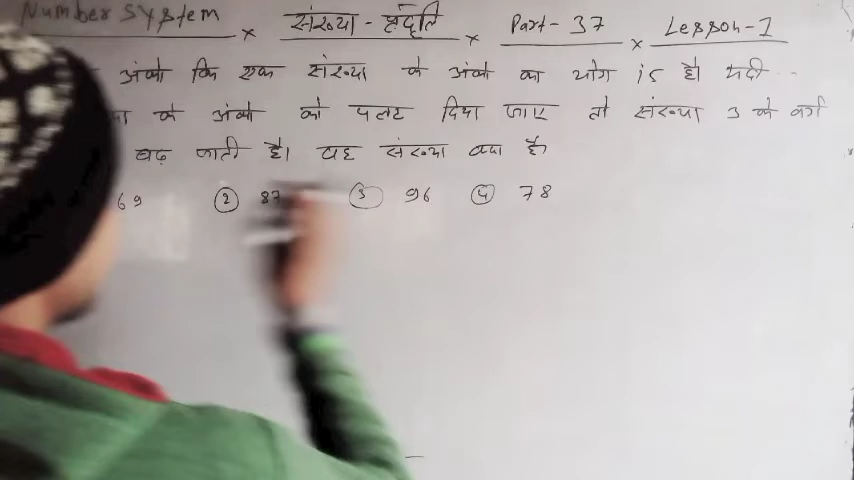 Number System × संख्या - पद्दति × Part- 37 × Lesson-1
अंको कि एक संख्या के अंको का योग 15 है। यदी ..
के अंको को पलट दिया जाए तो संख्या 3 के वर्ग
बढ़ जाती है। यह संख्या क्या है
69 ② 87 ③ 96 ④ 78